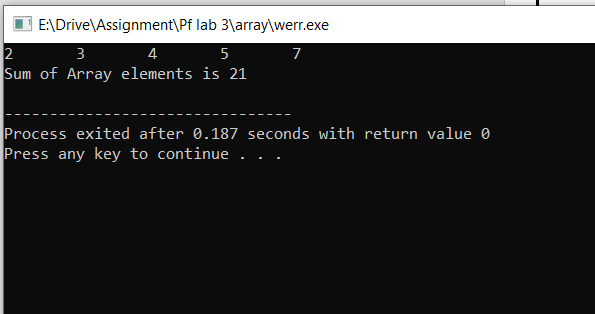 E:\Drive\Assignment\Pf lab 3\array\werr.exe
2       3       4       5       7
Sum of Array elements is 21
--------------------------------
Process exited after 0.187 seconds with return value 0
Press any key to continue . . .